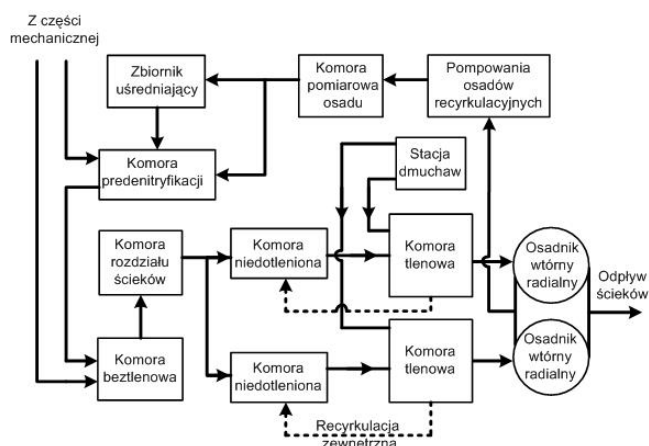 Z części
mechanicznej
Zbiornik
uśredniający
Komora
pomiarowa
osadu
Pompowania
osadów
recyrkulacyjnych
Komora
predenitryfikacji
Stacja
dmuchaw
Komora
rozdziału
ścieków
Komora
niedotleniona
Komora
tlenowa
Osadnik
wtórny
radialny
Odpływ
ścieków
Komora
beztlenowa
Komora
niedotleniona
Komora
tlenowa
Osadnik
wtórny
radialny
Recyrkulacja
zewnętrzna